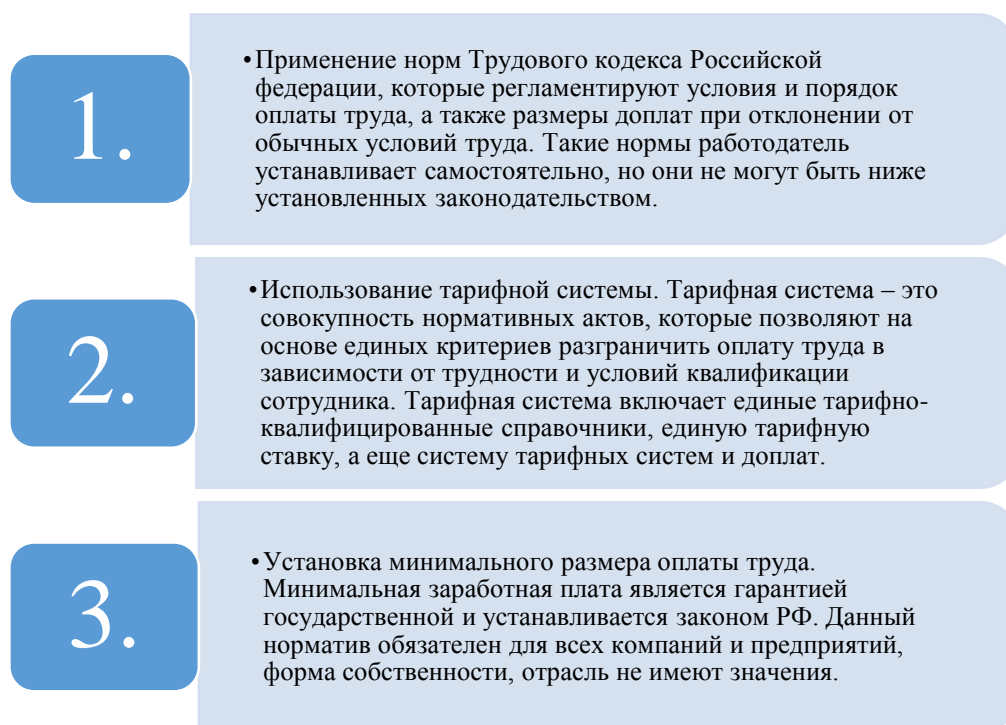 1.
•Применение норм Трудового кодекса Российской
федерации, которые регламентируют условия и порядок
оплаты труда, а также размеры доплат при отклонении от
обычных условий труда. Такие нормы работодатель
устанавливает самостоятельно, но они не могут быть ниже
установленных законодательством.
2.
•Использование тарифной системы. Тарифная система – это
совокупность нормативных актов, которые позволяют на
основе единых критериев разграничить оплату труда в
зависимости от трудности и условий квалификации
сотрудника. Тарифная система включает единые тарифно-
квалифицированные справочники, единую тарифную
ставку, а еще систему тарифных систем и доплат.
3.
•Установка минимального размера оплаты труда.
Минимальная заработная плата является гарантией
государственной и устанавливается законом РФ. Данный
норматив обязателен для всех компаний и предприятий,
форма собственности, отрасль не имеют значения.